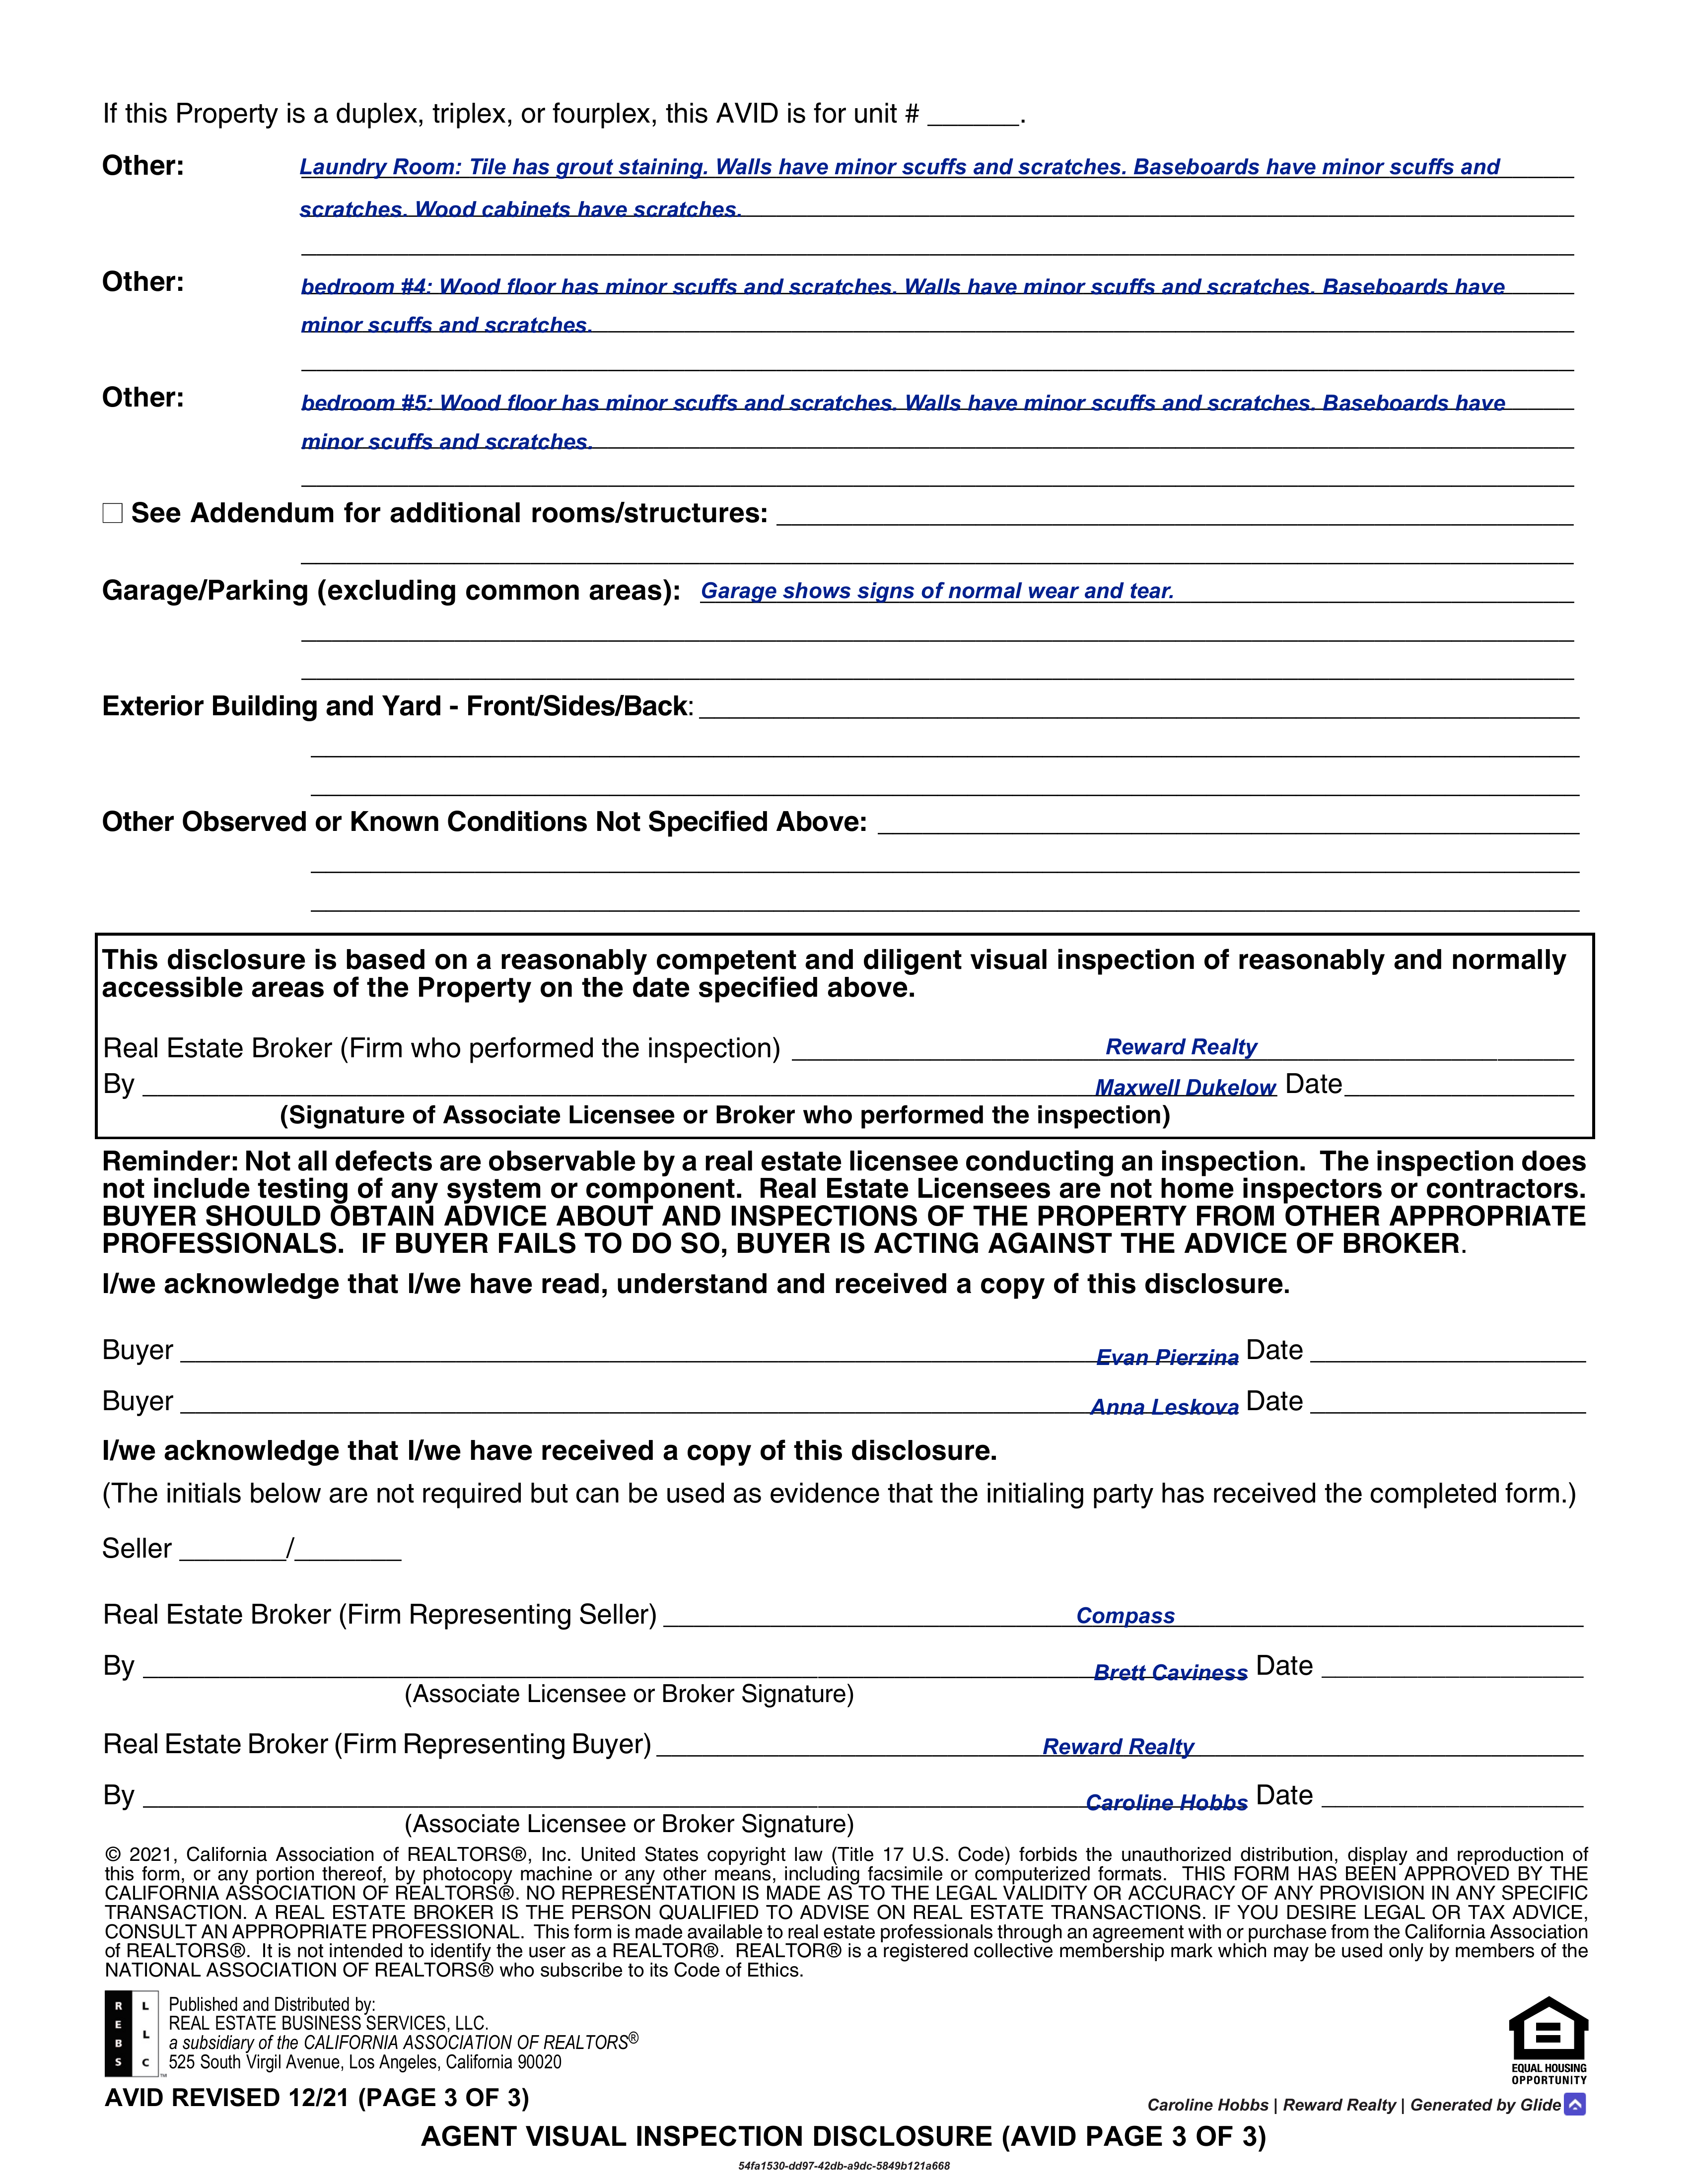 If this Property is a duplex, triplex, or fourplex, this AVID is for unit # ______.
Other: Laundry Room: Tile has grout staining. Walls have minor scuffs and scratches. Baseboards have minor scuffs and
scratches. Wood cabinets have scratches.
Other: bedroom #4: Wood floor has minor scuffs and scratches. Walls have minor scuffs and scratches. Baseboards have
minor scuffs and scratches.
Other: bedroom #5: Wood floor has minor scuffs and scratches. Walls have minor scuffs and scratches. Baseboards have
minor scuffs and scratches.
☐ See Addendum for additional rooms/structures:
Garage/Parking (excluding common areas): Garage shows signs of normal wear and tear.
Exterior Building and Yard - Front/Sides/Back:
Other Observed or Known Conditions Not Specified Above:
This disclosure is based on a reasonably competent and diligent visual inspection of reasonably and normally
accessible areas of the Property on the date specified above.
Real Estate Broker (Firm who performed the inspection) Reward Realty
By Maxwell Dukelow Date
(Signature of Associate Licensee or Broker who performed the inspection)
Reminder: Not all defects are observable by a real estate licensee conducting an inspection. The inspection does
not include testing of any system or component. Real Estate Licensees are not home inspectors or contractors.
BUYER SHOULD OBTAIN ADVICE ABOUT AND INSPECTIONS OF THE PROPERTY FROM OTHER APPROPRIATE
PROFESSIONALS. IF BUYER FAILS TO DO SO, BUYER IS ACTING AGAINST THE ADVICE OF BROKER.
I/we acknowledge that I/we have read, understand and received a copy of this disclosure.
Buyer Evan Pierzina Date
Buyer Anna Leskova Date
I/we acknowledge that I/we have received a copy of this disclosure.
(The initials below are not required but can be used as evidence that the initialing party has received the completed form.)
Seller _______/_______
Real Estate Broker (Firm Representing Seller) Compass
By Brett Caviness Date
(Associate Licensee or Broker Signature)
Real Estate Broker (Firm Representing Buyer) Reward Realty
By Caroline Hobbs Date
(Associate Licensee or Broker Signature)
© 2021, California Association of REALTORS®, Inc. United States copyright law (Title 17 U.S. Code) forbids the unauthorized distribution, display and reproduction of
this form, or any portion thereof, by photocopy machine or any other means, including facsimile or computerized formats. THIS FORM HAS BEEN APPROVED BY THE
CALIFORNIA ASSOCIATION OF REALTORS®. NO REPRESENTATION IS MADE AS TO THE LEGAL VALIDITY OR ACCURACY OF ANY PROVISION IN ANY SPECIFIC
TRANSACTION. A REAL ESTATE BROKER IS THE PERSON QUALIFIED TO ADVISE ON REAL ESTATE TRANSACTIONS. IF YOU DESIRE LEGAL OR TAX ADVICE,
CONSULT AN APPROPRIATE PROFESSIONAL. This form is made available to real estate professionals through an agreement with or purchase from the California Association
of REALTORS®. It is not intended to identify the user as a REALTOR®. REALTOR® is a registered collective membership mark which may be used only by members of the
NATIONAL ASSOCIATION OF REALTORS® who subscribe to its Code of Ethics.
R L
E L
B
S C ™
Published and Distributed by:
REAL ESTATE BUSINESS SERVICES, LLC.
a subsidiary of the CALIFORNIA ASSOCIATION OF REALTORS®
525 South Virgil Avenue, Los Angeles, California 90020
EQUAL HOUSING
OPPORTUNITY
AVID REVISED 12/21 (PAGE 3 OF 3)
Caroline Hobbs | Reward Realty | Generated by Glide
AGENT VISUAL INSPECTION DISCLOSURE (AVID PAGE 3 OF 3)
54fa1530-dd97-42db-a9dc-5849b121a668